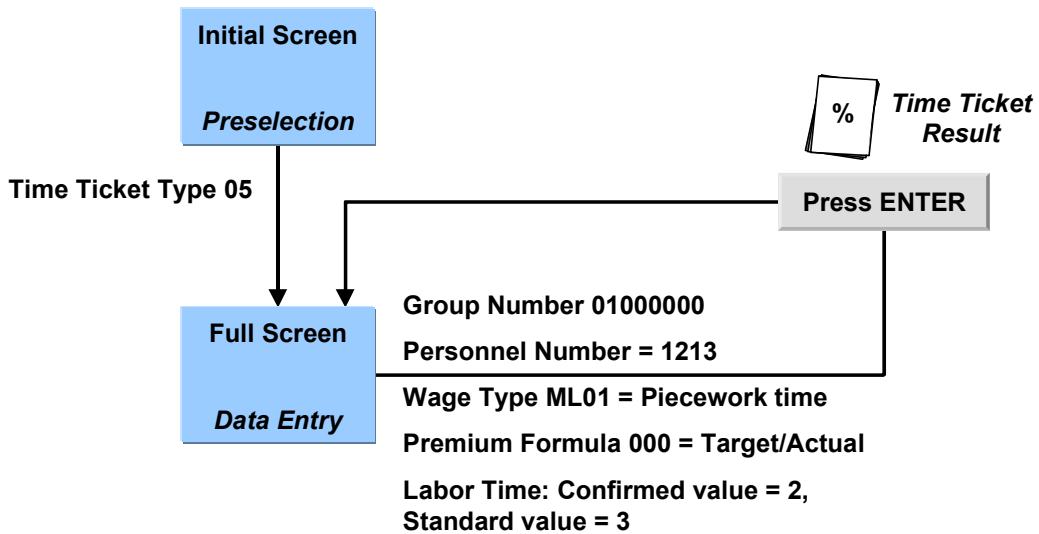 Initial Screen
Preselection
%
Time Ticket
Result
Time Ticket Type 05
Press ENTER
Full Screen
Data Entry
Group Number 01000000
Personnel Number = 1213
Wage Type ML01 = Piecework time
Premium Formula 000 = Target/Actual
Labor Time: Confirmed value = 2,
Standard value = 3